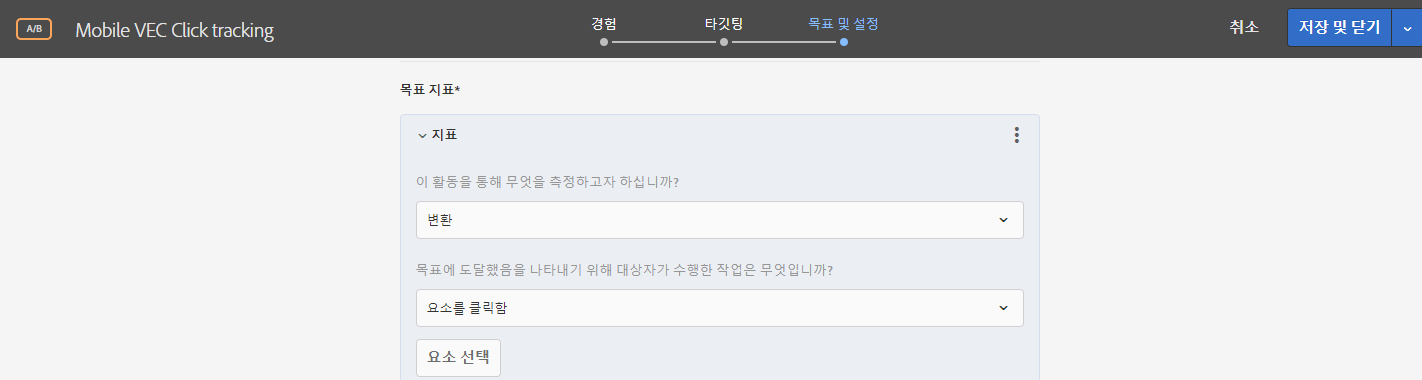 A/B
Mobile VEC Click tracking
경험
타깃팅
목표 및 설정
취소
저장 및 닫기
목표 지표*
지표
이 활동을 통해 무엇을 측정하고자 하십니까?
변환
목표에 도달했음을 나타내기 위해 대상자가 수행한 작업은 무엇입니까?
요소를 클릭함
요소 선택